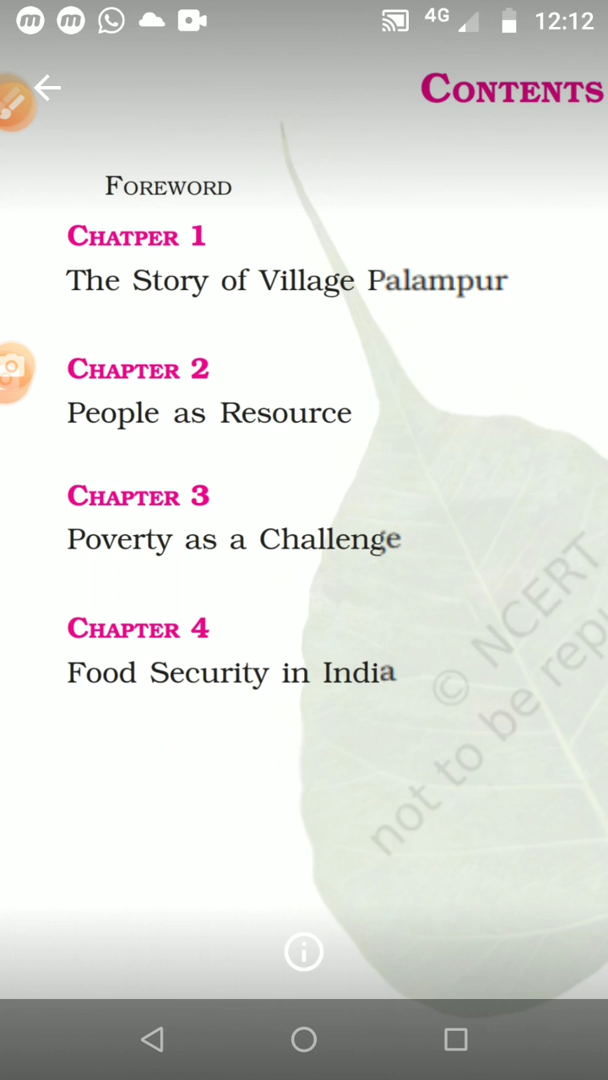 4G 12:12
CONTENTS
FOREWORD
CHATPER 1
The Story of Village Palampur
CHAPTER 2
People as Resource
CHAPTER 3
Poverty as a Challenge
CHAPTER 4
Food Security in India
© NCERT
not to be